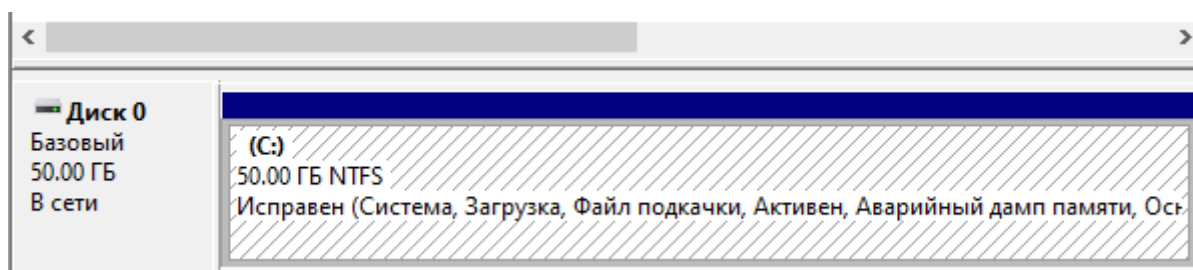 Диск 0
Базовый
50.00 ГБ
В сети
(C:)
50.00 ГБ NTFS
Исправен (Система, Загрузка, Файл подкачки, Активен, Аварийный дамп памяти,